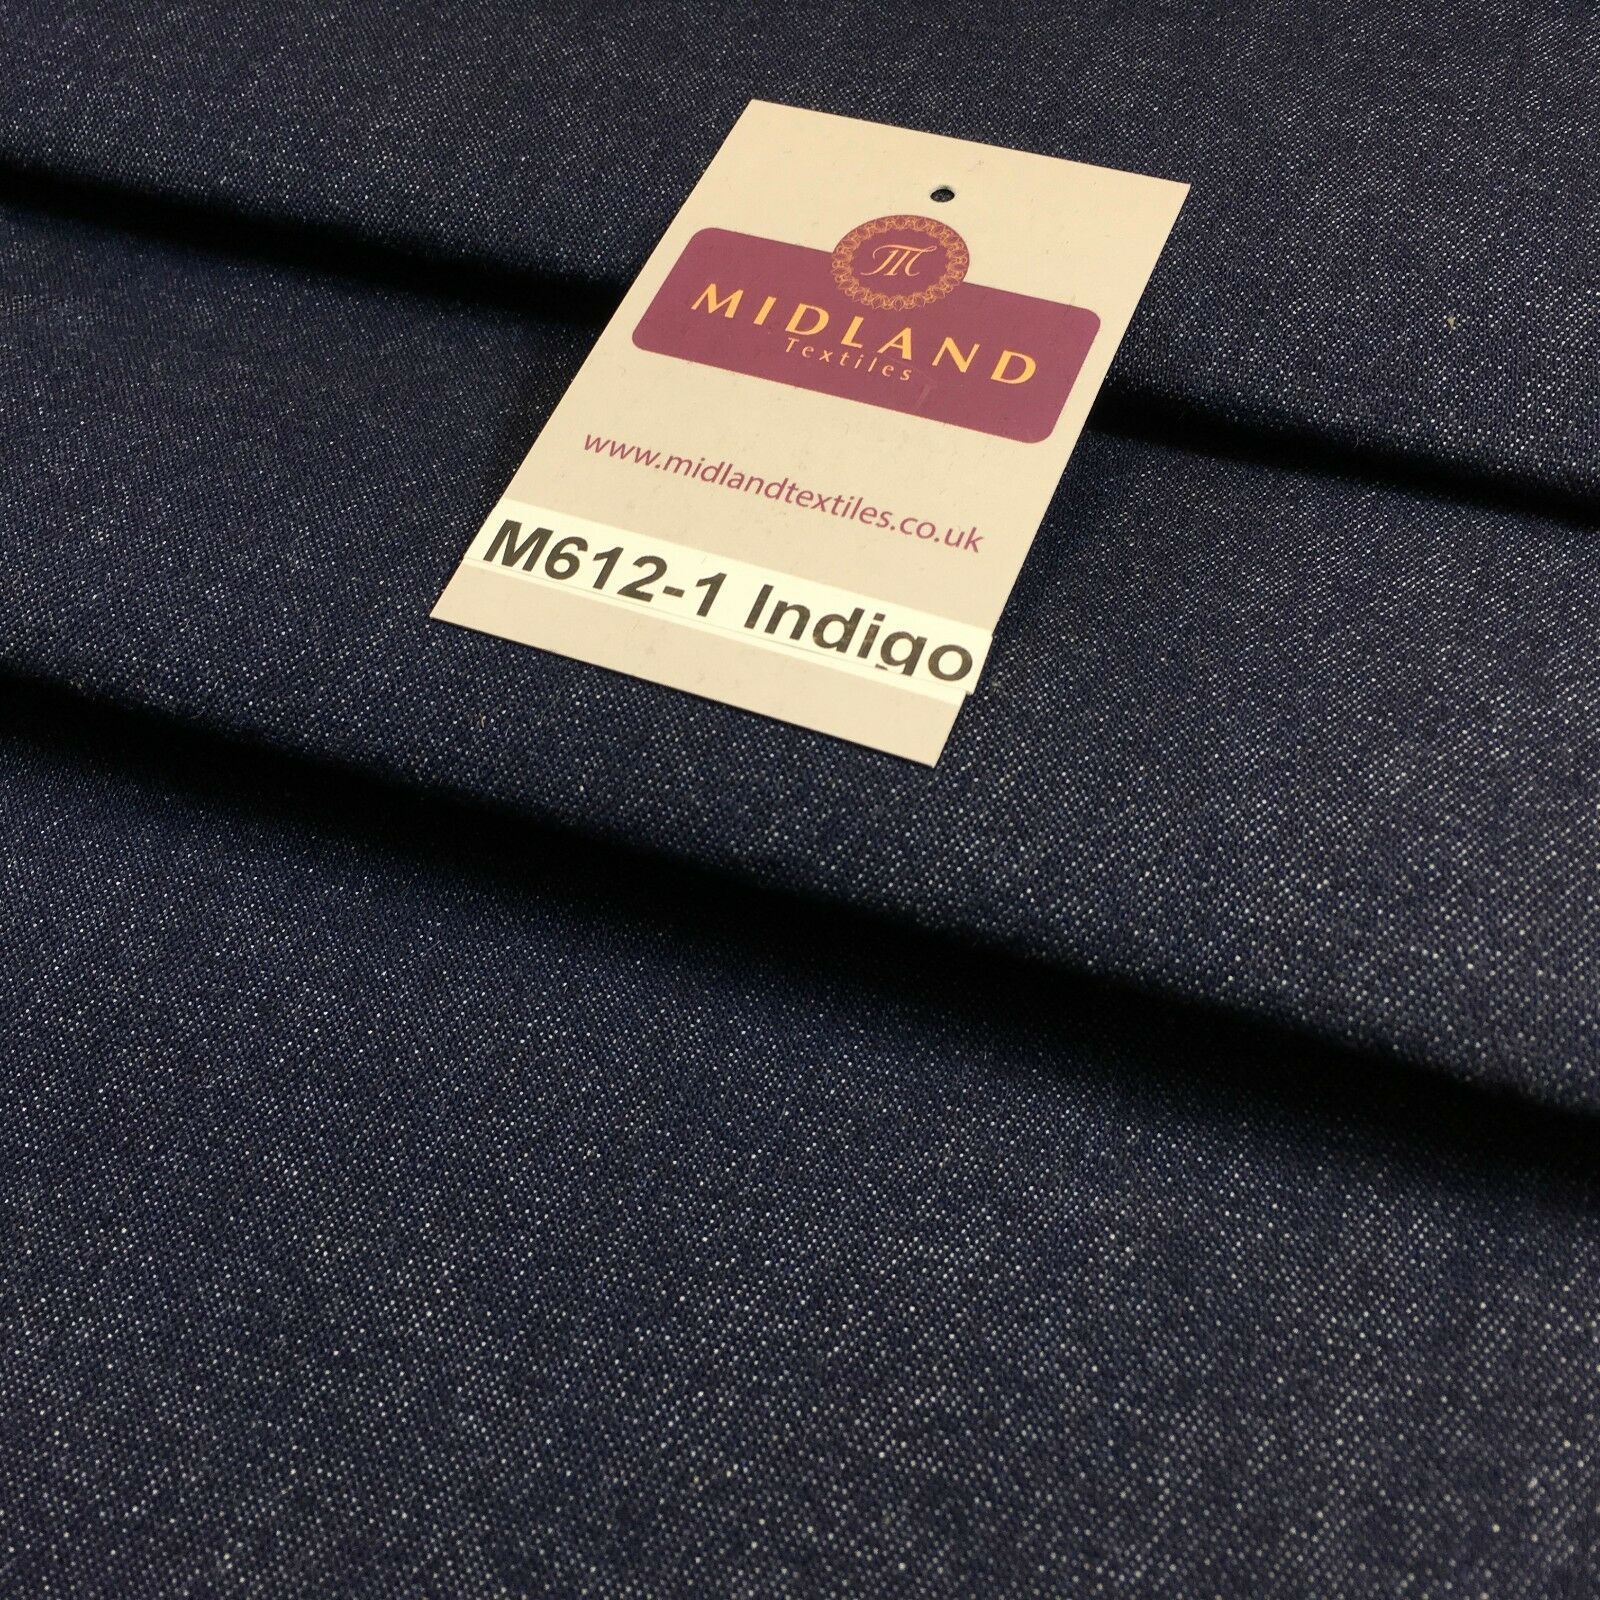 M
MIDLAND
Textiles
www.midlandtextiles.co.uk
M612-1 Indigo